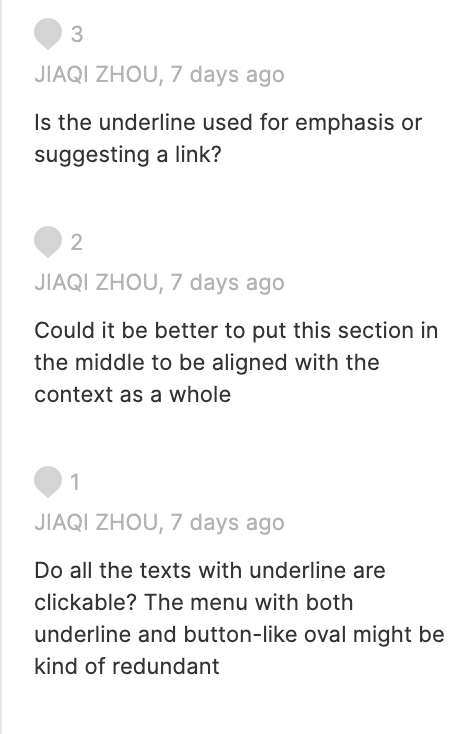 3
JIAQI ZHOU, 7 days ago
Is the underline used for emphasis or
suggesting a link?
2
JIAQI ZHOU, 7 days ago
Could it be better to put this section in
the middle to be aligned with the
context as a whole
1
JIAQI ZHOU, 7 days ago
Do all the texts with underline are
clickable? The menu with both
underline and button-like oval might be
kind of redundant